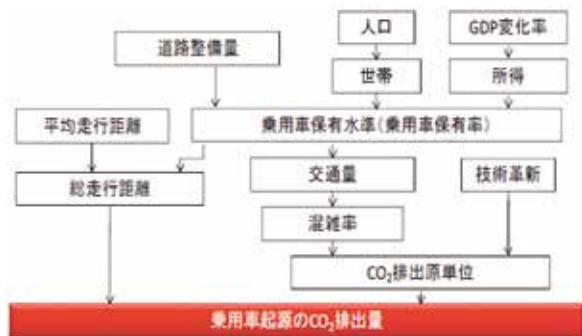 人口
GDP変化率
道路整備量
世帯
所得
平均走行距離
乗用車保有水準(乗用車保有率)
総走行距離
交通量
技術革新
混雑率
CO₂排出原単位
乗用車起源のCO₂排出量